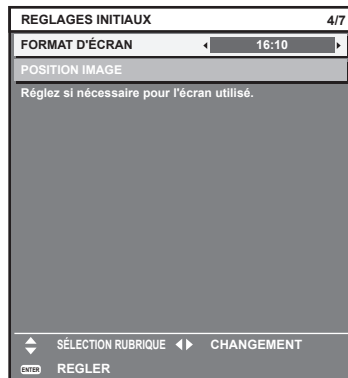 REGLAGES INITIAUX 4/7
FORMAT D'ÉCRAN 16:10
POSITION IMAGE
Réglez si nécessaire pour l'écran utilisé.
SÉLECTION RUBRIQUE CHANGEMENT
ENTER REGLER